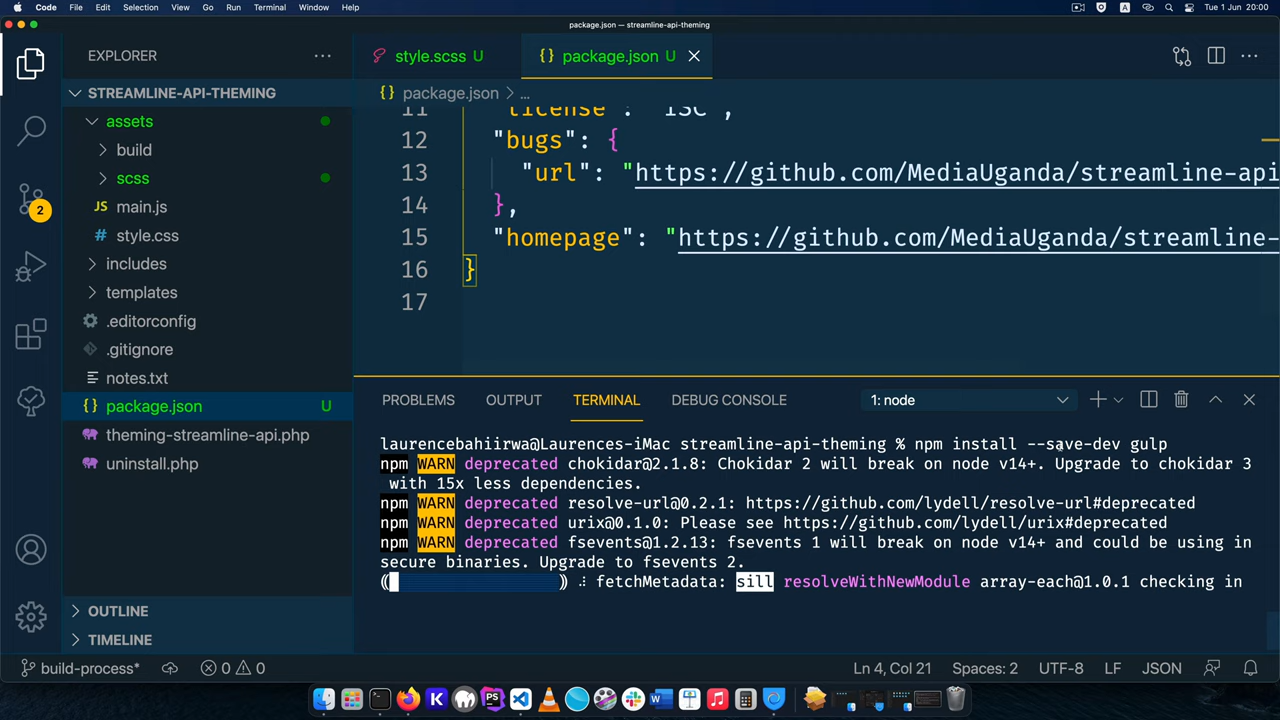 Code File Edit Selection View Go Run Terminal Window Help
A
Tue 1 Jun 20:00
package.json — streamline-api-theming
EXPLORER
STREAMLINE-API-THEMING
assets
build
scss
JS main.js
# style.css
includes
templates
.editorconfig
.gitignore
notes.txt
{} package.json U
theming-streamline-api.php
uninstall.php
OUTLINE
TIMELINE
2
style.scss U
{} package.json U
{} package.json > ...
11 "license": "ISC",
12 "bugs": {
13 "url": "https://github.com/MediaUganda/streamline-api
14 },
15 "homepage": "https://github.com/MediaUganda/streamline-
16 }
17
PROBLEMS OUTPUT TERMINAL DEBUG CONSOLE
1: node
laurencebahiirwa@Laurences-iMac streamline-api-theming % npm install --save-dev gulp
npm WARN deprecated chokidar@2.1.8: Chokidar 2 will break on node v14+. Upgrade to chokidar 3
with 15x less dependencies.
npm WARN deprecated resolve-url@0.2.1: https://github.com/lydell/resolve-url#deprecated
npm WARN deprecated urix@0.1.0: Please see https://github.com/lydell/urix#deprecated
npm WARN deprecated fsevents@1.2.13: fsevents 1 will break on node v14+ and could be using in
secure binaries. Upgrade to fsevents 2.
fetchMetadata: sill resolveWithNewModule array-each@1.0.1 checking in
build-process* 0 0
Ln 4, Col 21 Spaces: 2 UTF-8 LF JSON
K PS W